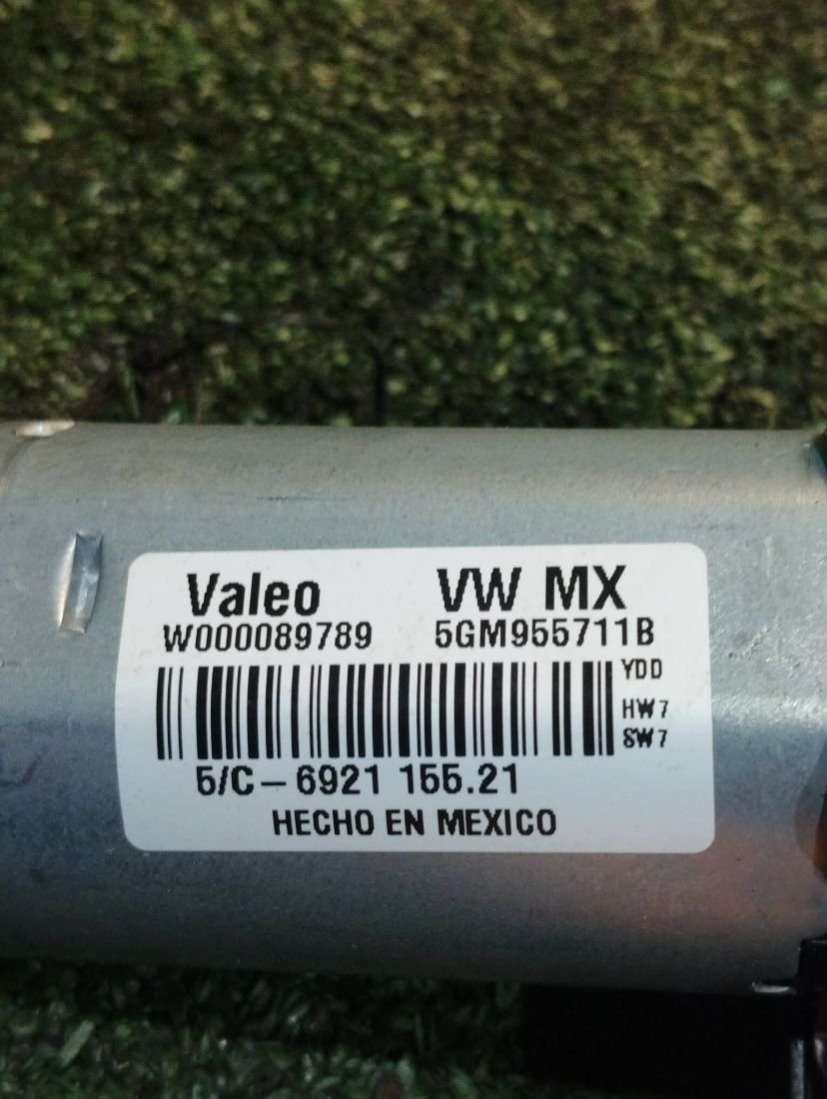 Valeo VW MX
W000089789 5GM955711B
YDD
HW7
SW7
5/C-6921 155.21
HECHO EN MEXICO